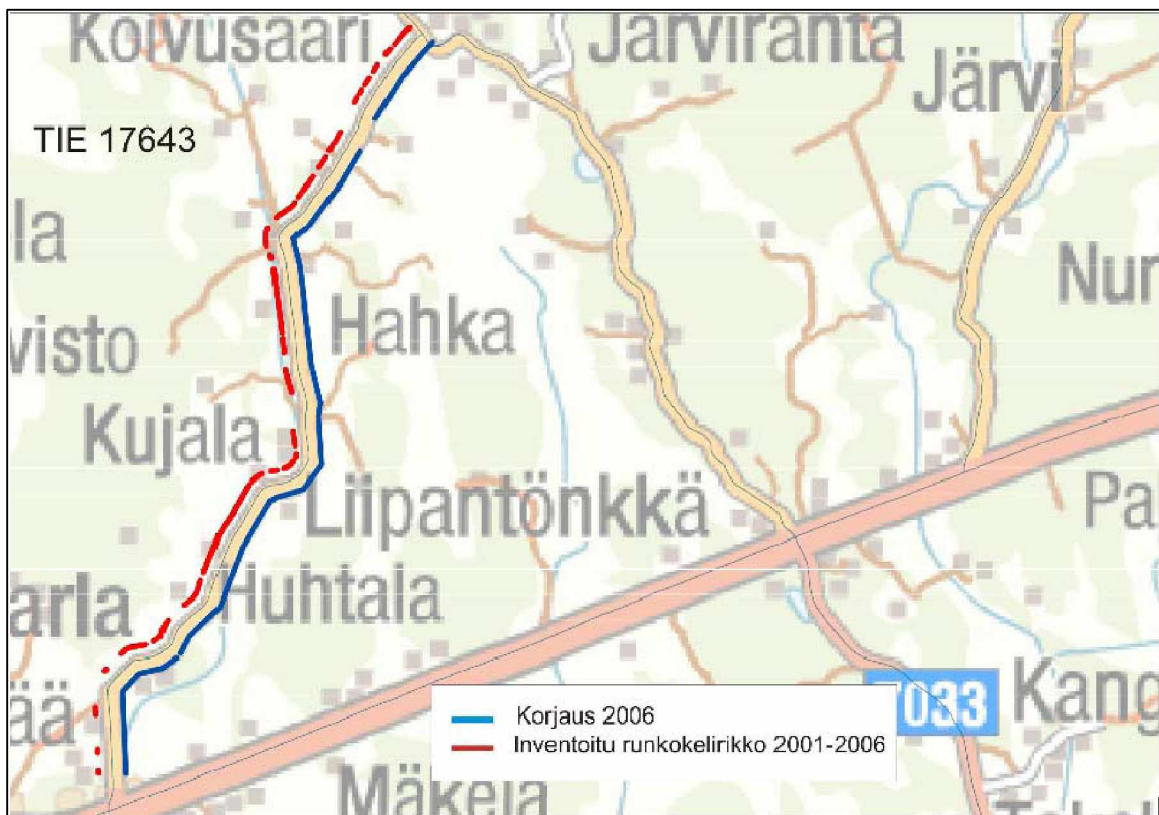 Koivusaari
Järviranta
Järvi
TIE 17643
la
Nur
Hahka
visto
Kujala
Liipantönkkä
Pa
Huhtala
arla
ää
7033
Kang
Korjaus 2006
Inventoitu runkokelirikko 2001-2006
Mäkelä